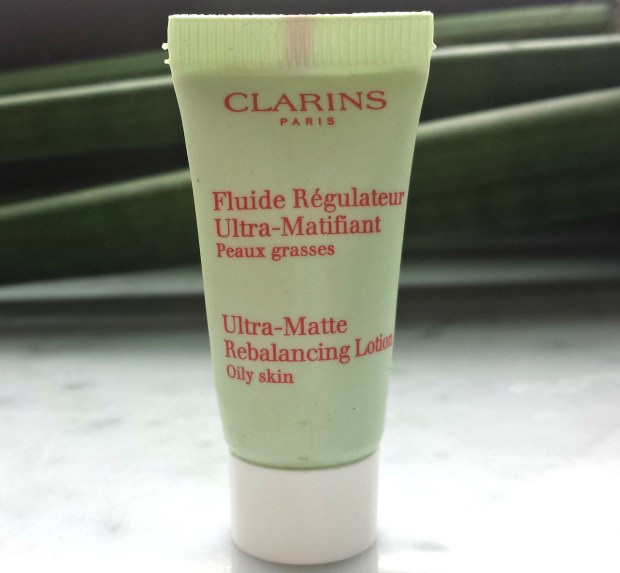 CLARINS
PARIS
Fluide Régulateur
Ultra-Matifiant
Peaux grasses
Ultra-Matte
Rebalancing Lotion
Oily skin